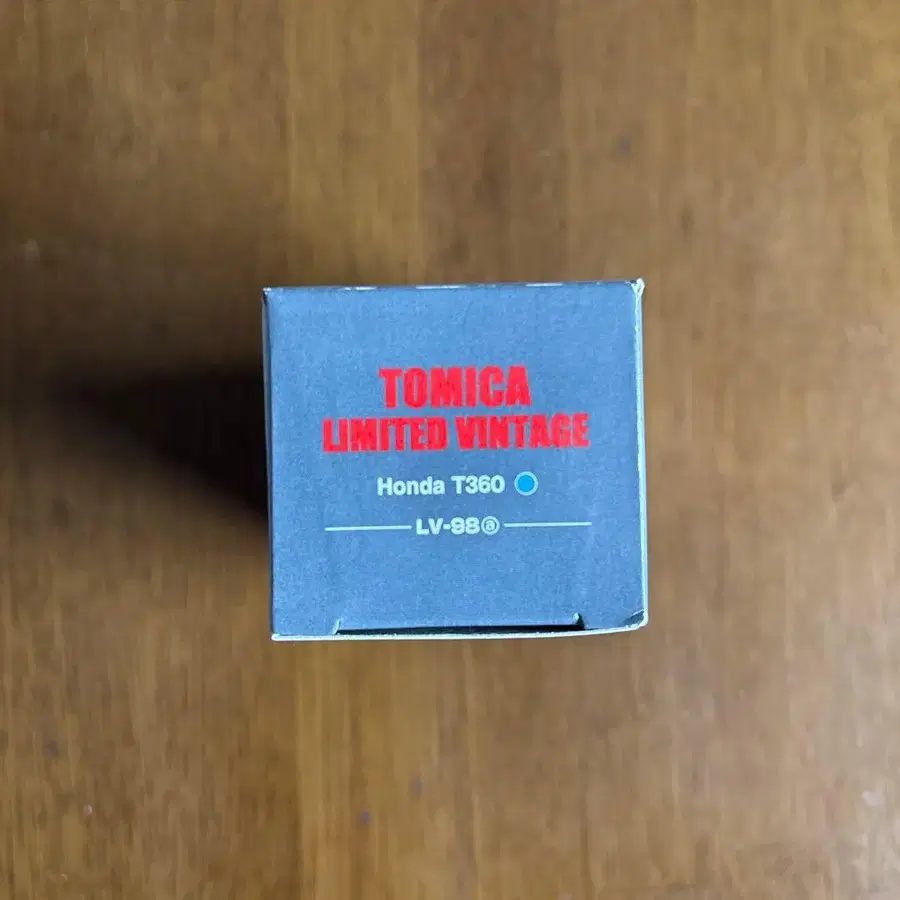 TOMICA
LIMITED VINTAGE
Honda T360
LV-98ⓐ